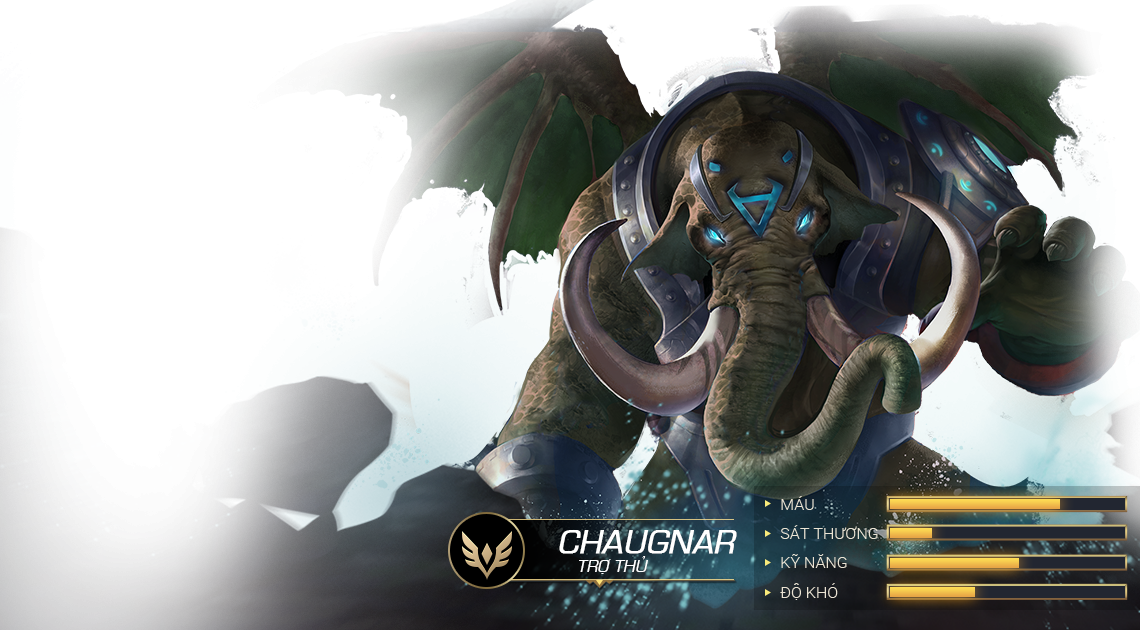 CHAUGNAR
TRỢ THỦ
MÁU
SÁT THƯƠNG
KỸ NĂNG
ĐỘ KHÓ